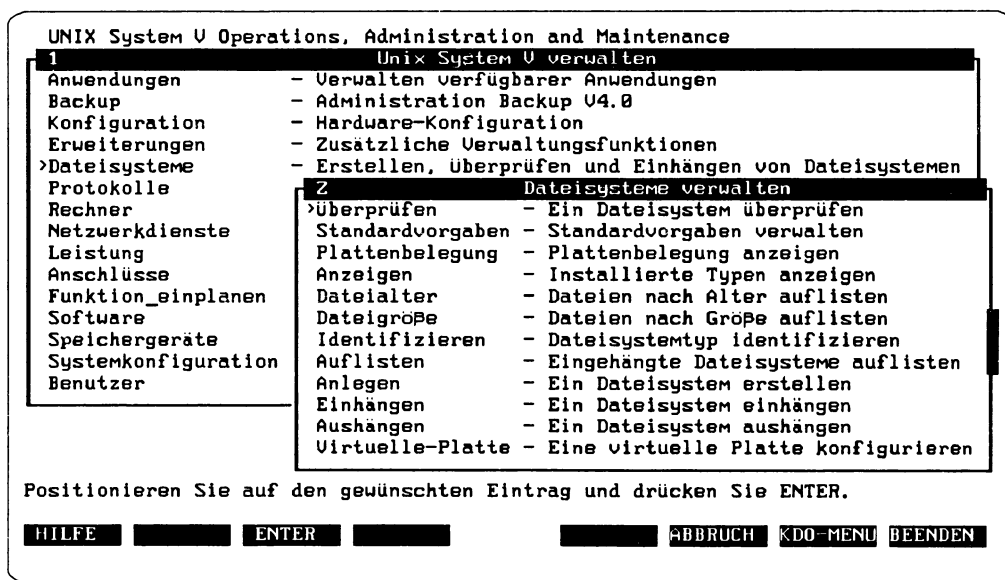 UNIX System V Operations, Administration and Maintenance
1 Unix System V verwalten
Anwendungen - Verwalten verfügbarer Anwendungen
Backup - Administration Backup V4.0
Konfiguration - Hardware-Konfiguration
Erweiterungen - Zusätzliche Verwaltungsfunktionen
>Dateisysteme - Erstellen, überprüfen und Einhängen von Dateisystemen
Protokolle
Rechner
Netzwerkdienste
Leistung
Anschlüsse
Funktion_einplanen
Software
Speichergeräte
Systemkonfiguration
Benutzer
2 Dateisysteme verwalten
>überprüfen - Ein Dateisystem überprüfen
Standardvorgaben - Standardvorgaben verwalten
Plattenbelegung - Plattenbelegung anzeigen
Anzeigen - Installierte Typen anzeigen
Dateialter - Dateien nach Alter auflisten
Dateigröße - Dateien nach Größe auflisten
Identifizieren - Dateisystemtyp identifizieren
Auflisten - Eingehängte Dateisysteme auflisten
Anlegen - Ein Dateisystem erstellen
Einhängen - Ein Dateisystem einhängen
Aushängen - Ein Dateisystem aushängen
Virtuelle-Platte - Eine virtuelle Platte konfigurieren
Positionieren Sie auf den gewünschten Eintrag und drücken Sie ENTER.
HILFE ENTER ABBRUCH KDO-MENU BEENDEN